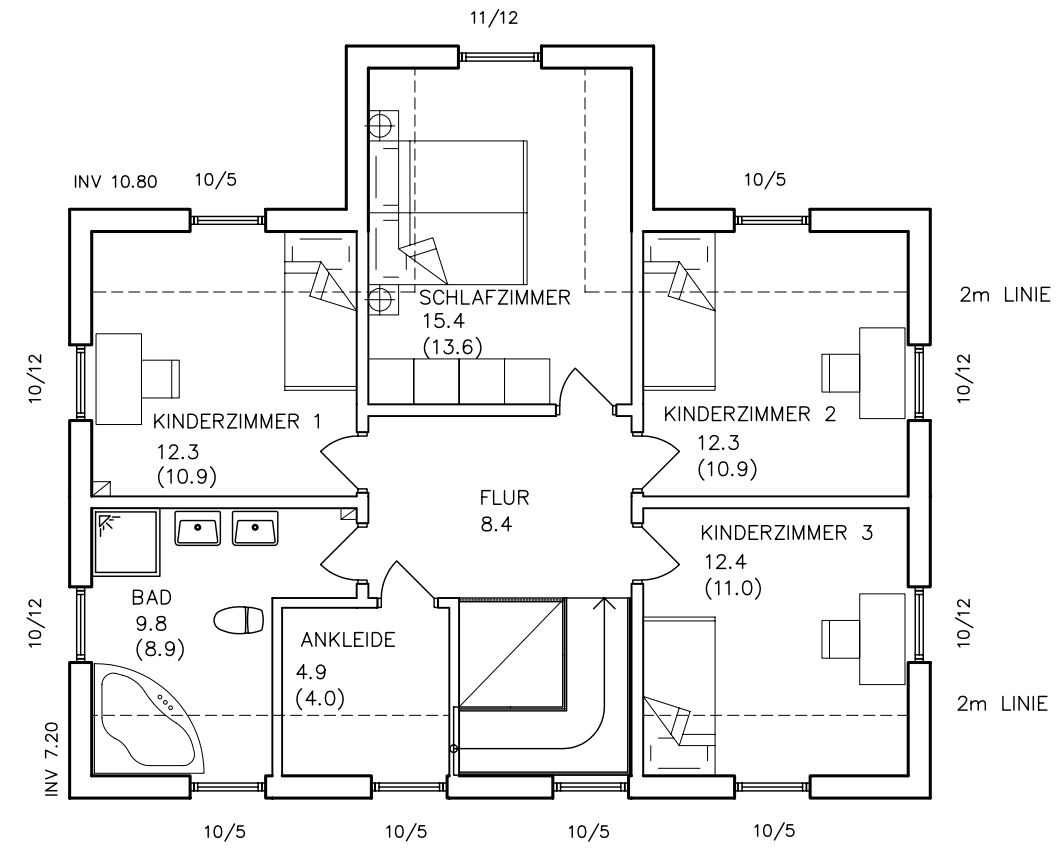 11/12
INV 10.80
10/5
10/5
SCHLAFZIMMER
15.4
(13.6)
2m LINIE
10/12
10/12
KINDERZIMMER 1
12.3
(10.9)
KINDERZIMMER 2
12.3
(10.9)
FLUR
8.4
KINDERZIMMER 3
12.4
(11.0)
BAD
9.8
(8.9)
10/12
10/12
ANKLEIDE
4.9
(4.0)
2m LINIE
INV 7.20
10/5
10/5
10/5
10/5